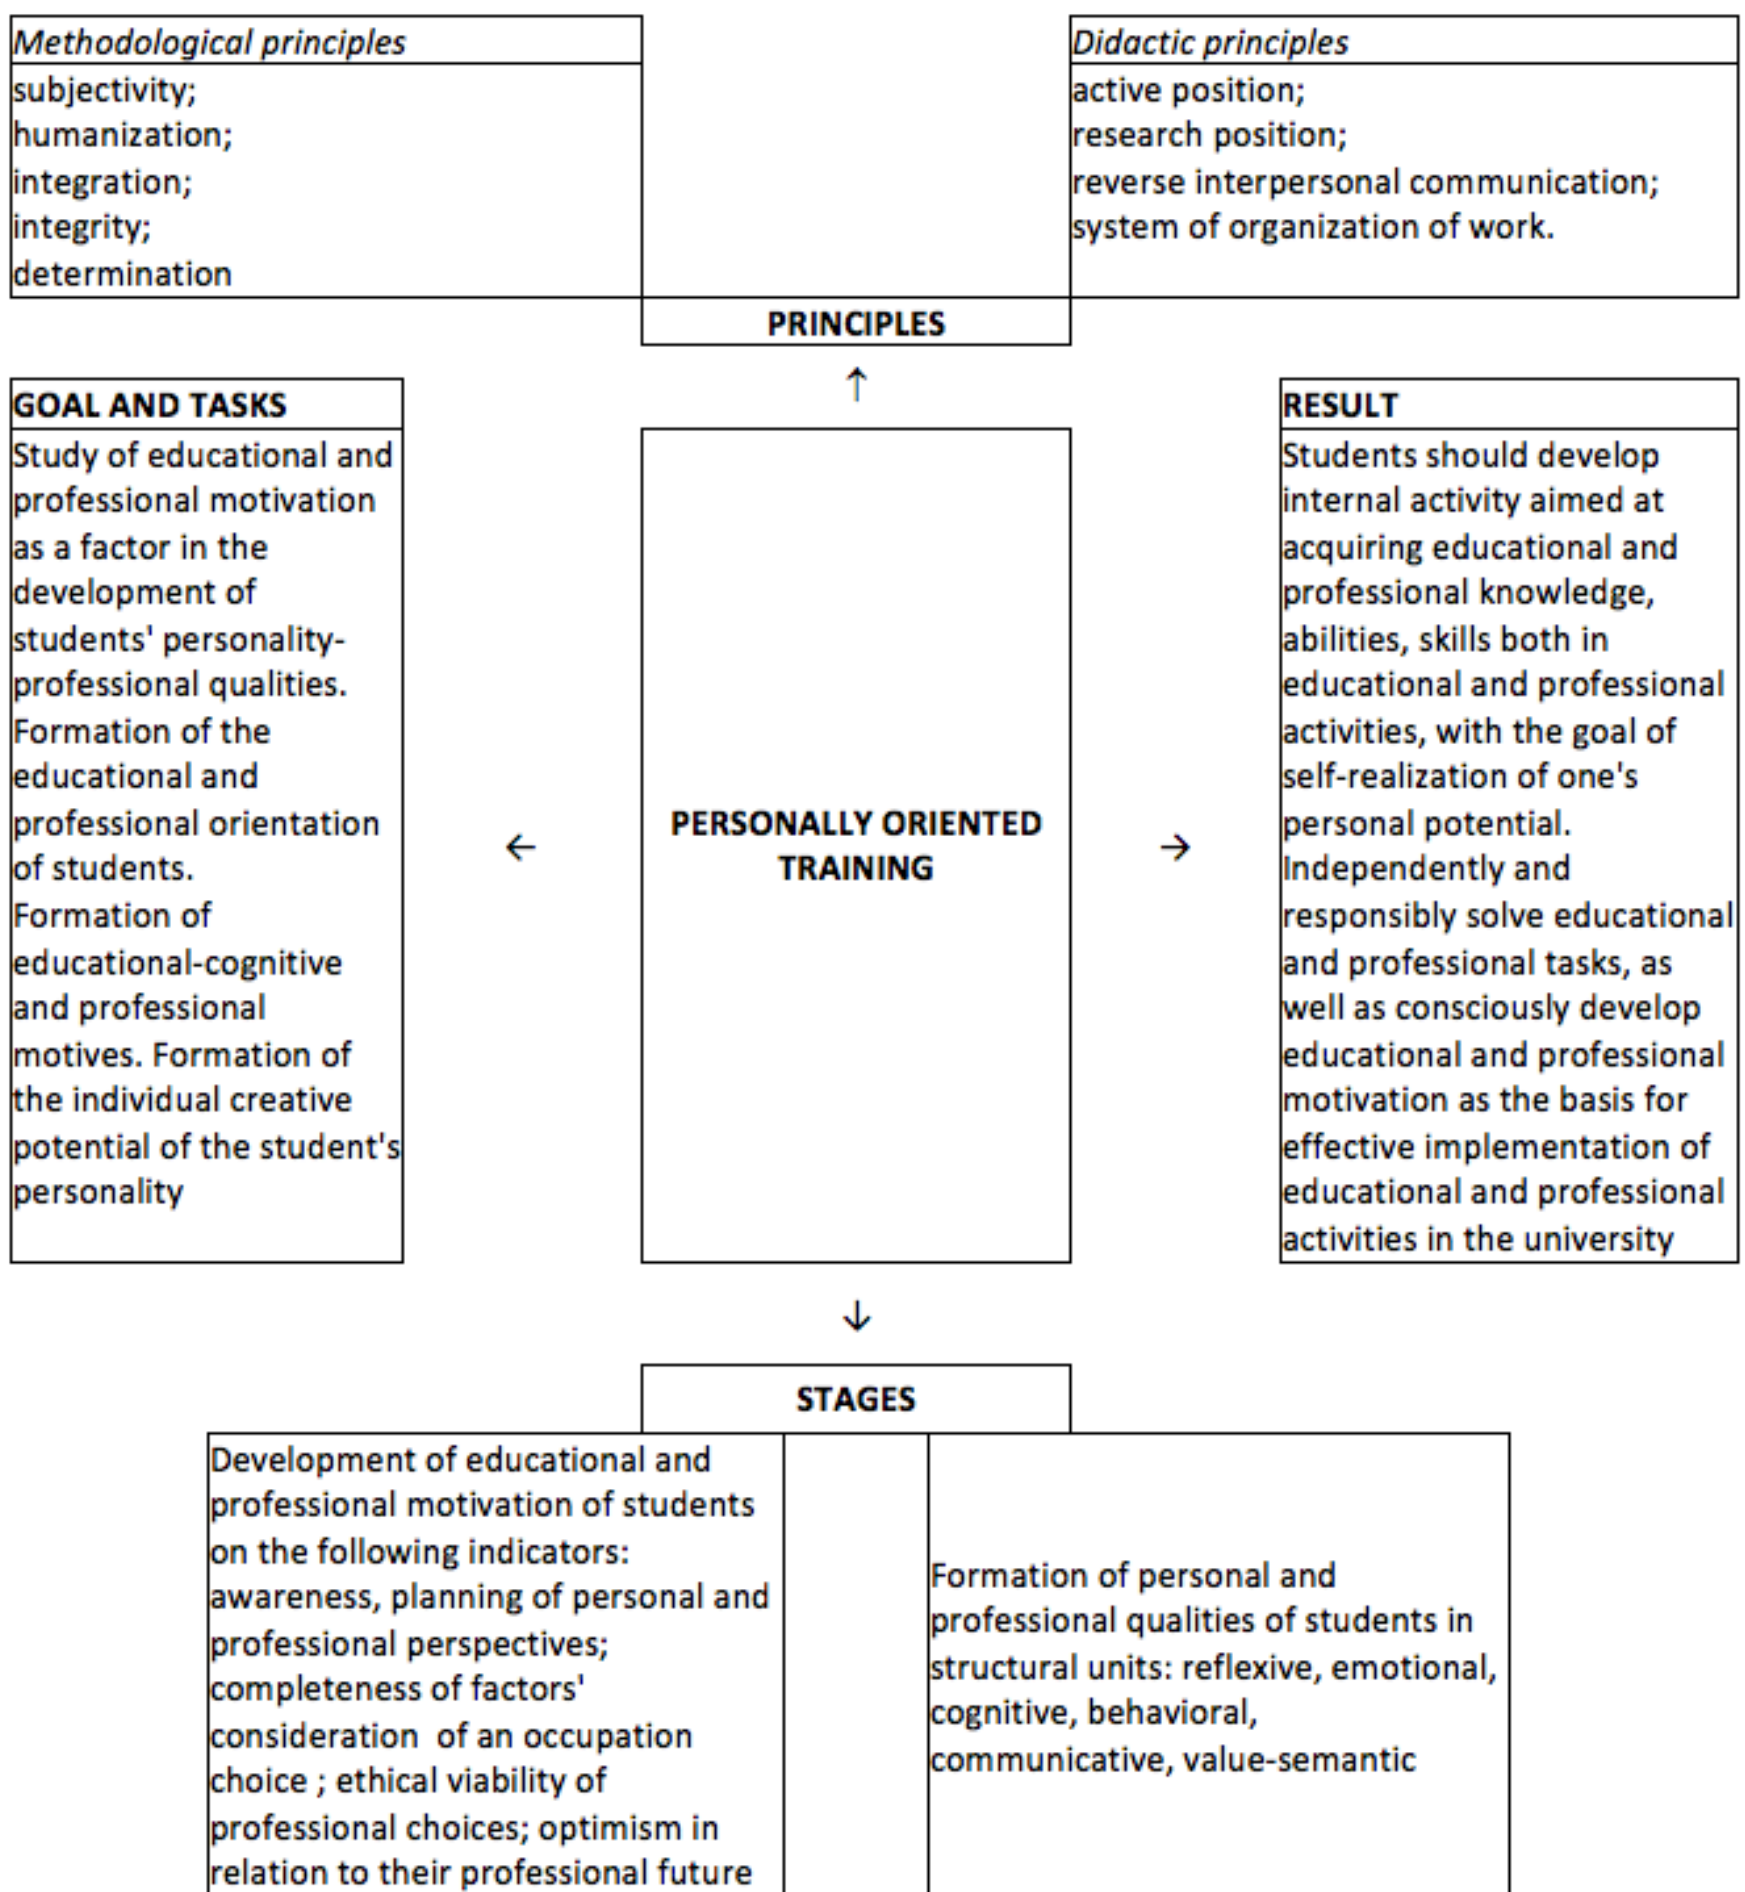 Methodological principles
subjectivity;
humanization;
integration;
integrity;
determination
Didactic principles
active position;
research position;
reverse interpersonal communication;
system of organization of work.
PRINCIPLES
↑
GOAL AND TASKS
Study of educational and
professional motivation
as a factor in the
development of
students' personality-
professional qualities.
Formation of the
educational and
professional orientation
of students.
Formation of
educational-cognitive
and professional
motives. Formation of
the individual creative
potential of the student's
personality
←
PERSONALLY ORIENTED
TRAINING
→
RESULT
Students should develop
internal activity aimed at
acquiring educational and
professional knowledge,
abilities, skills both in
educational and professional
activities, with the goal of
self-realization of one's
personal potential.
Independently and
responsibly solve educational
and professional tasks, as
well as consciously develop
educational and professional
motivation as the basis for
effective implementation of
educational and professional
activities in the university
↓
STAGES
Development of educational and
professional motivation of students
on the following indicators:
awareness, planning of personal and
professional perspectives;
completeness of factors'
consideration  of an occupation
choice ; ethical viability of
professional choices; optimism in
relation to their professional future
Formation of personal and
professional qualities of students in
structural units: reflexive, emotional,
cognitive, behavioral,
communicative, value-semantic